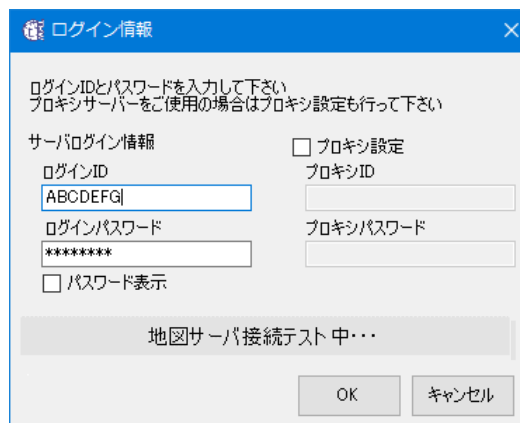 ログイン情報
ログインIDとパスワードを入力して下さい
プロキシサーバーをご使用の場合はプロキシ設定も行って下さい
サーバログイン情報
プロキシ設定
ログインID
プロキシID
ABCDEFG
ログインパスワード
プロキシパスワード
********
パスワード表示
地図サーバ接続テスト中・・・
OK
キャンセル